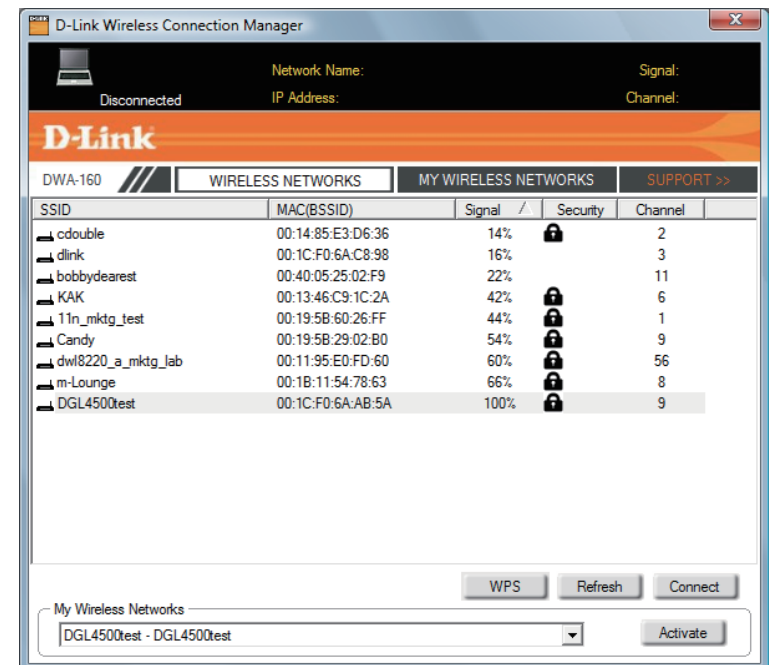 D-Link Wireless Connection Manager
Network Name: Signal:
Disconnected IP Address: Channel:
D-Link
DWA-160 WIRELESS NETWORKS MY WIRELESS NETWORKS SUPPORT >>
SSID MAC(BSSID) Signal Security Channel
cdouble 00:14:85:E3:D6:36 14% 2
dlink 00:1C:F0:6A:C8:98 16% 3
bobbydearest 00:40:05:25:02:F9 22% 11
KAK 00:13:46:C9:1C:2A 42% 6
11n_mktg_test 00:19:5B:60:26:FF 44% 1
Candy 00:19:5B:29:02:B0 54% 9
dwl8220_a_mktg_lab 00:11:95:E0:FD:60 60% 56
m-Lounge 00:1B:11:54:78:63 66% 8
DGL4500test 00:1C:F0:6A:AB:5A 100% 9
WPS Refresh Connect
My Wireless Networks
DGL4500test - DGL4500test Activate